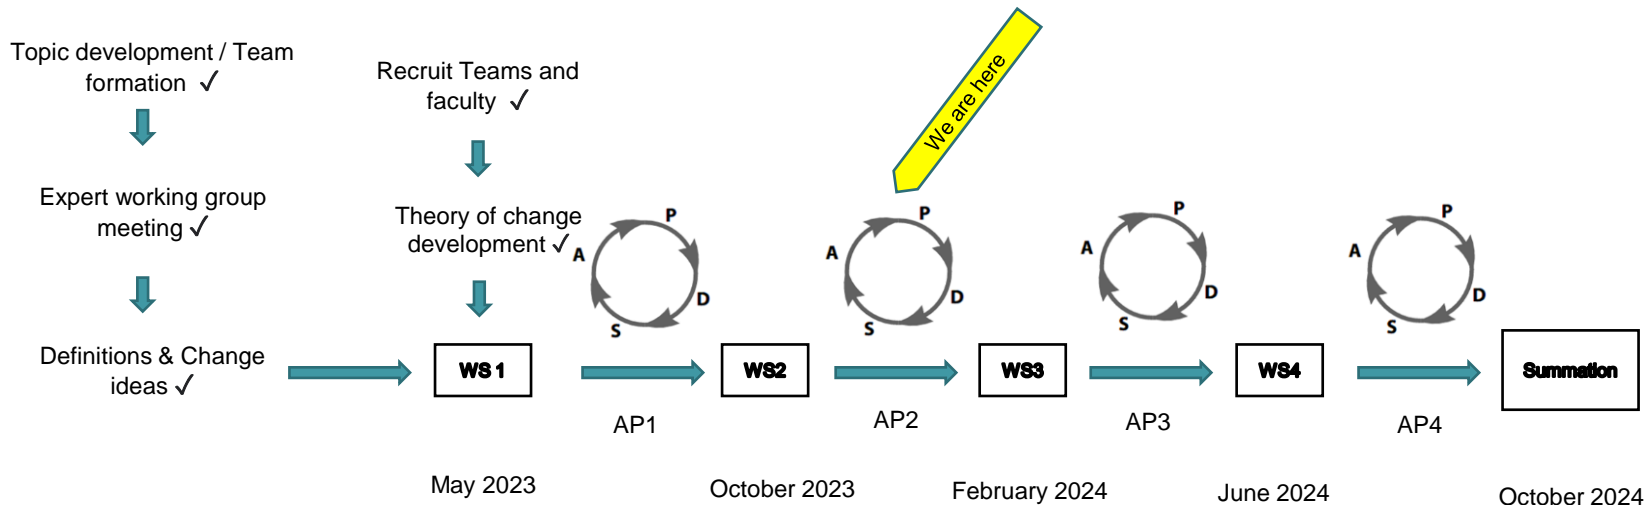 Topic development / Team
formation ✓
Expert working group
meeting ✓
Definitions & Change
ideas ✓
Recruit Teams and
faculty ✓
Theory of change
development ✓
We are here
P
D
S
A
P
D
S
A
P
D
S
A
P
D
S
A
WS 1
WS2
WS3
WS4
Summation
AP1
AP2
AP3
AP4
May 2023
October 2023
February 2024
June 2024
October 2024